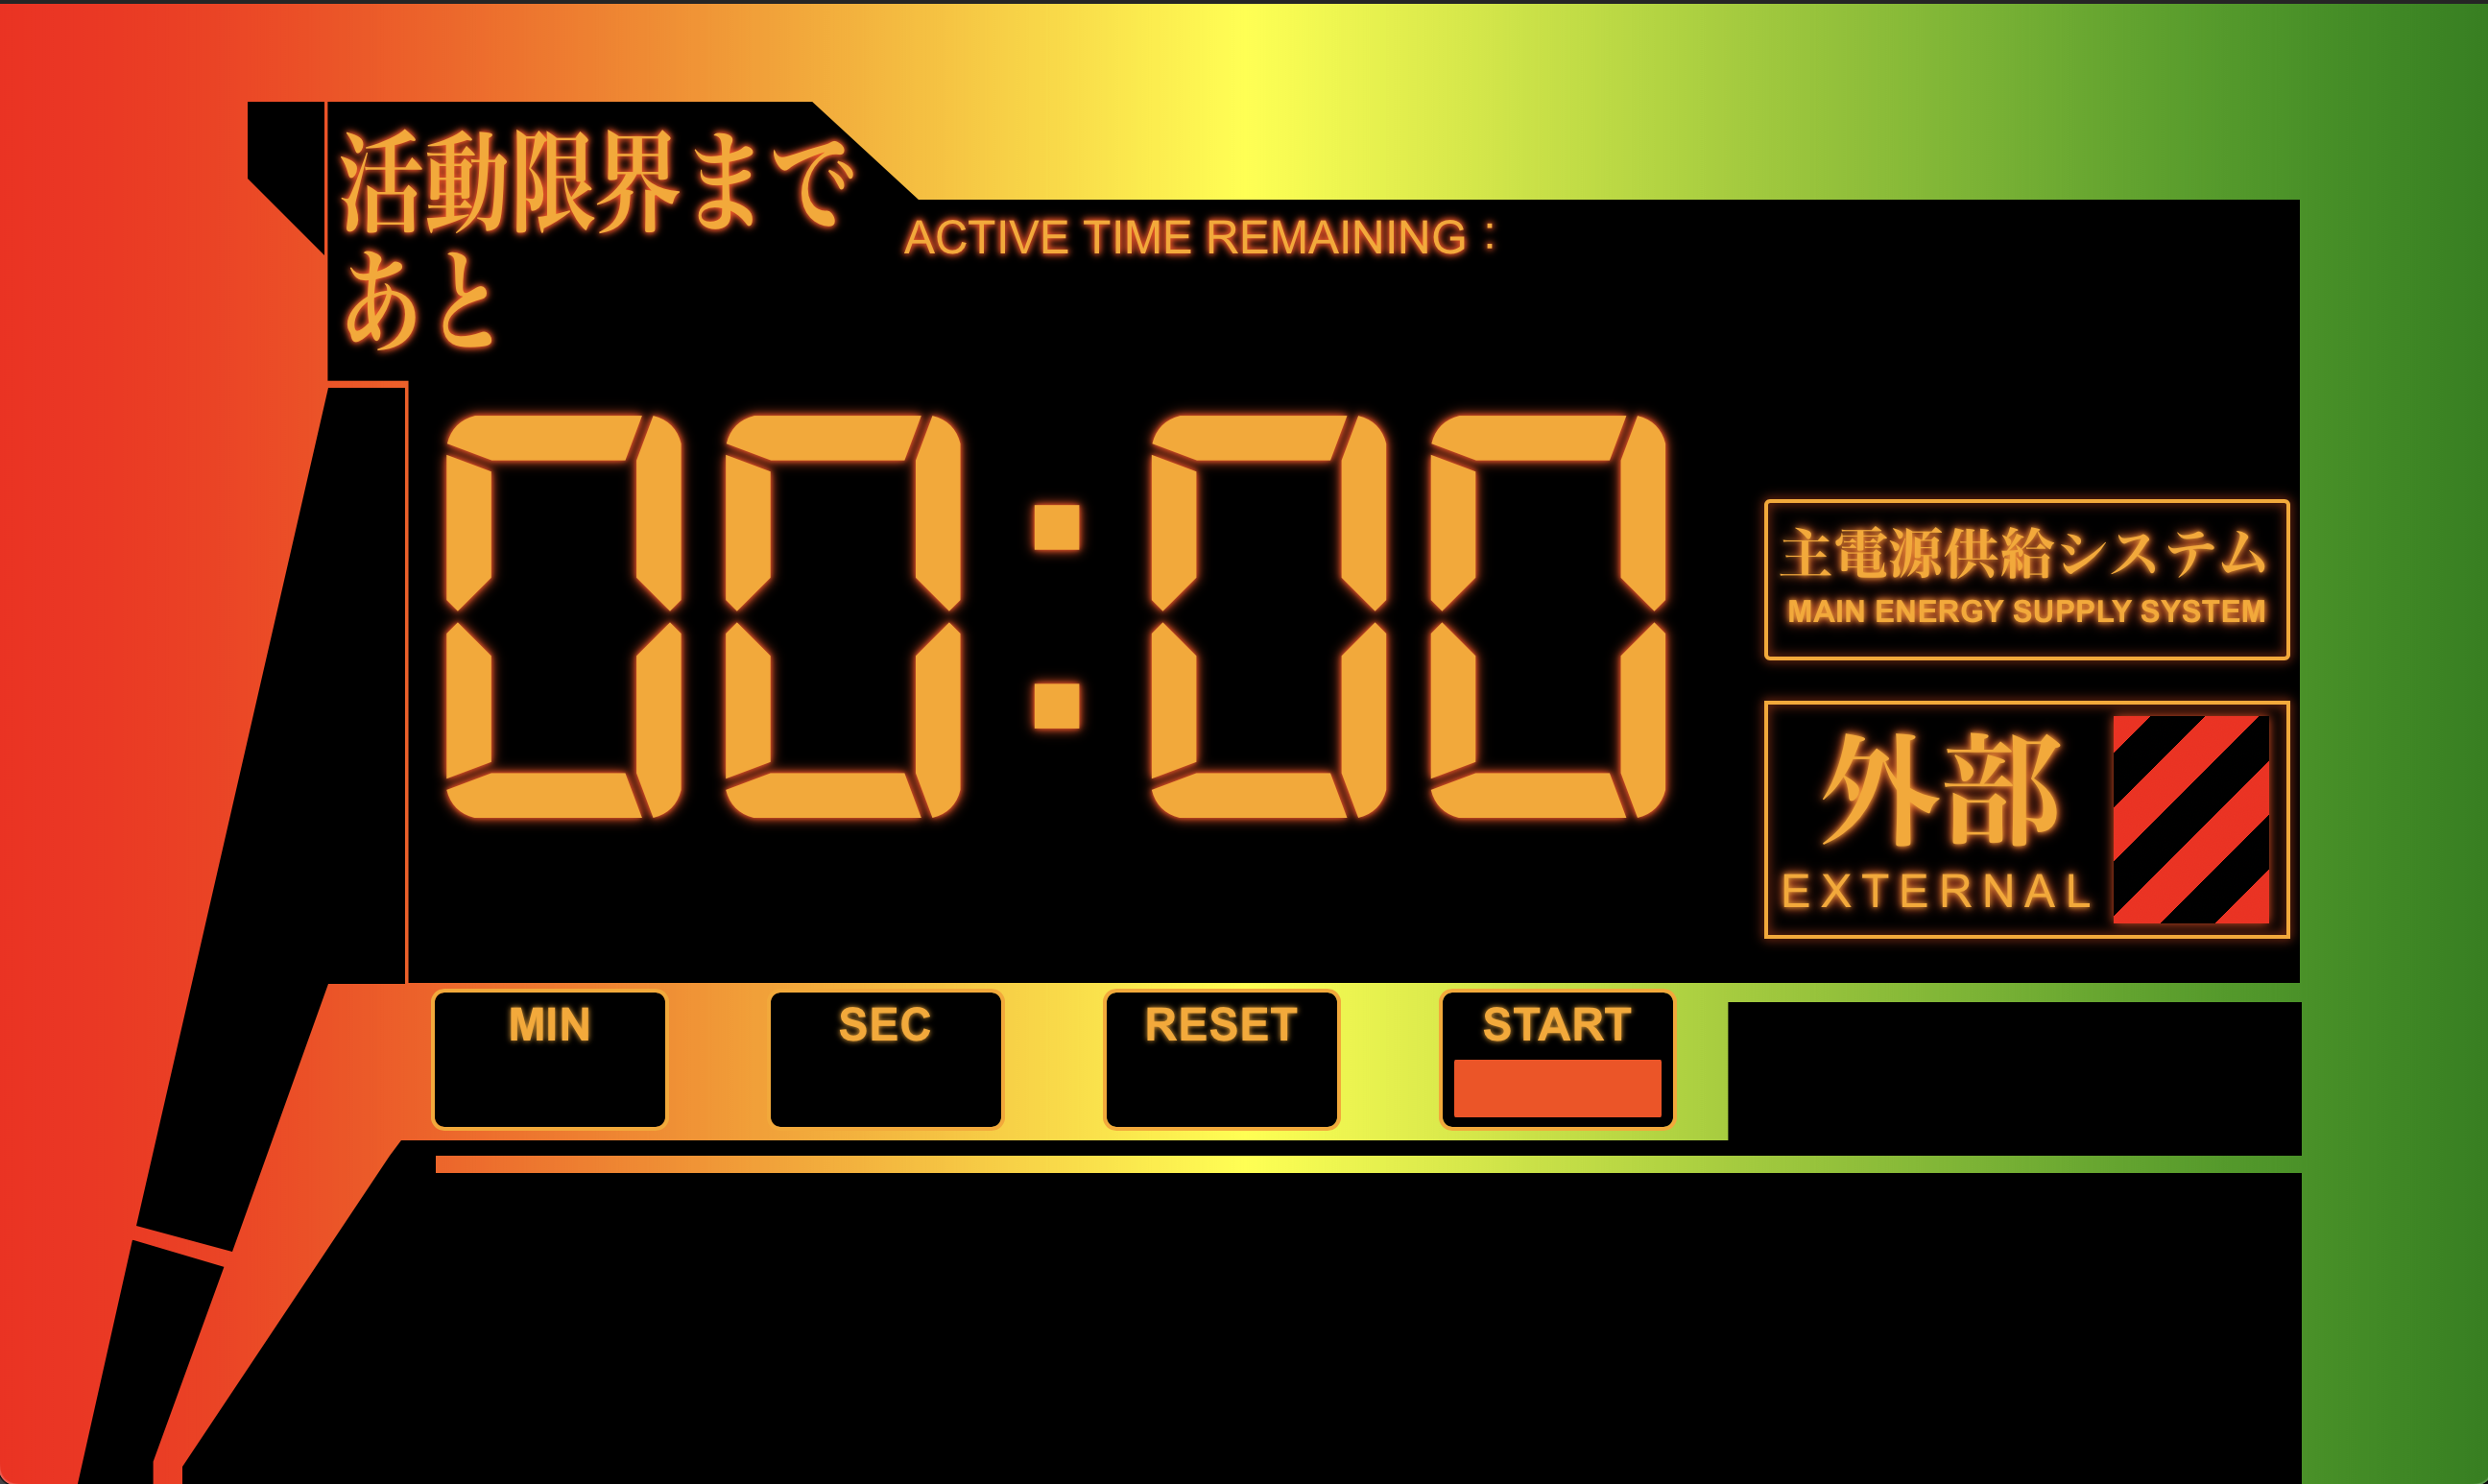 活動限界まで
あと
ACTIVE TIME REMAINING :
00:00
主電源供給システム
MAIN ENERGY SUPPLY SYSTEM
外部
EXTERNAL
MIN
SEC
RESET
START